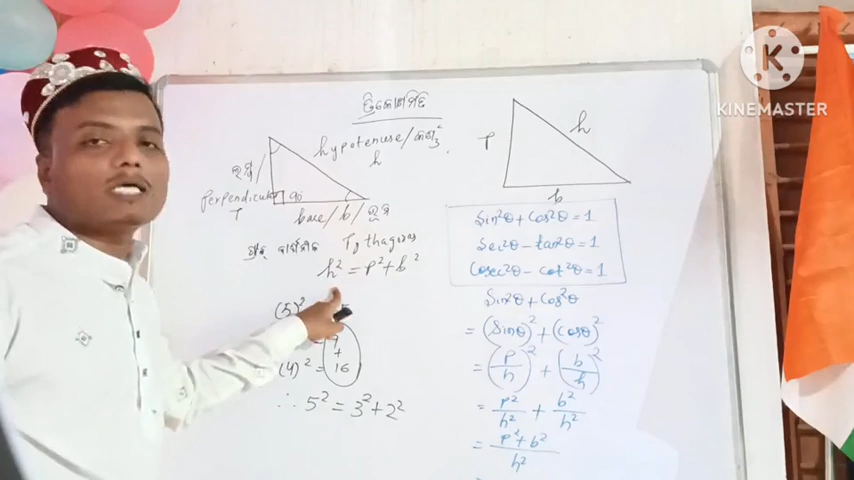 ତ୍ରିକୋଣମିତି
hypotenuse/କର୍ଣ୍ଣ
h
ଲମ୍ବ/
Perpendicular
P
90
base/b/ଭୂମି
Pythagoras
h² = P² + b²
(5)²
9
+
(4)² = 16
∴ 5² = 3² + 2²
P
h
b
Sin²θ + Cos²θ = 1
Sec²θ - tan²θ = 1
Cosec²θ - cot²θ = 1
Sin²θ + Cos²θ
= (Sinθ)² + (Cosθ)²
= (P/h)² + (b/h)²
= P²/h² + b²/h²
= P² + b²/h²
K
KINEMASTER